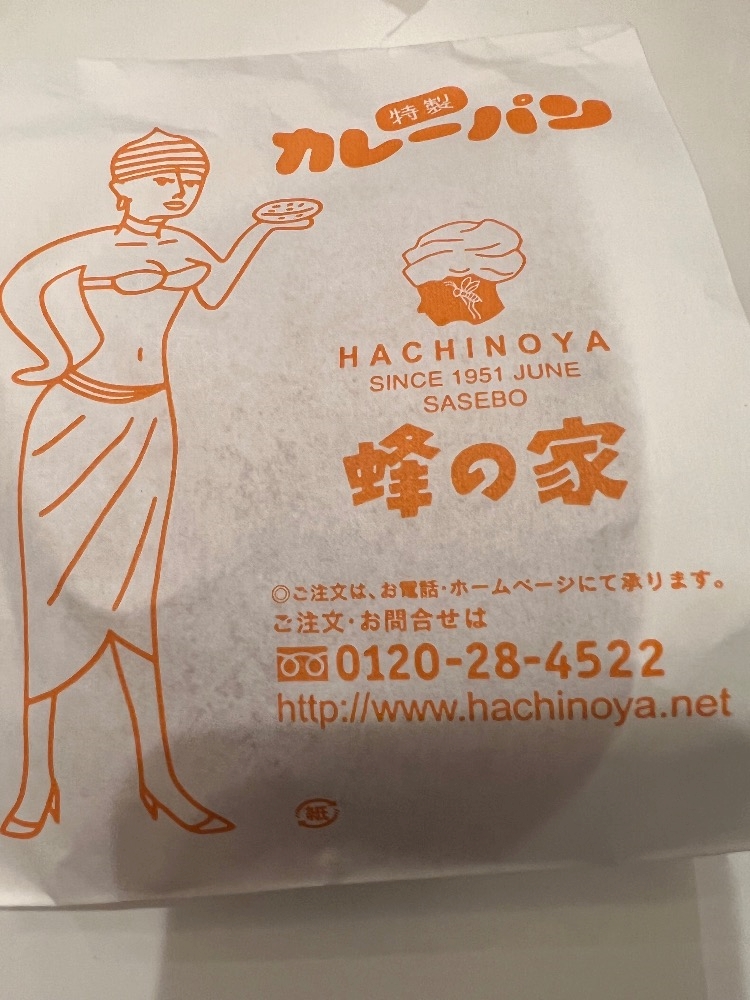 特製
カレーパン
HACHINOYA
SINCE 1951 JUNE
SASEBO
蜂の家
◎ご注文は、お電話・ホームページにて承ります。
ご注文・お問合せは
0120-28-4522
http://www.hachinoya.net
紙